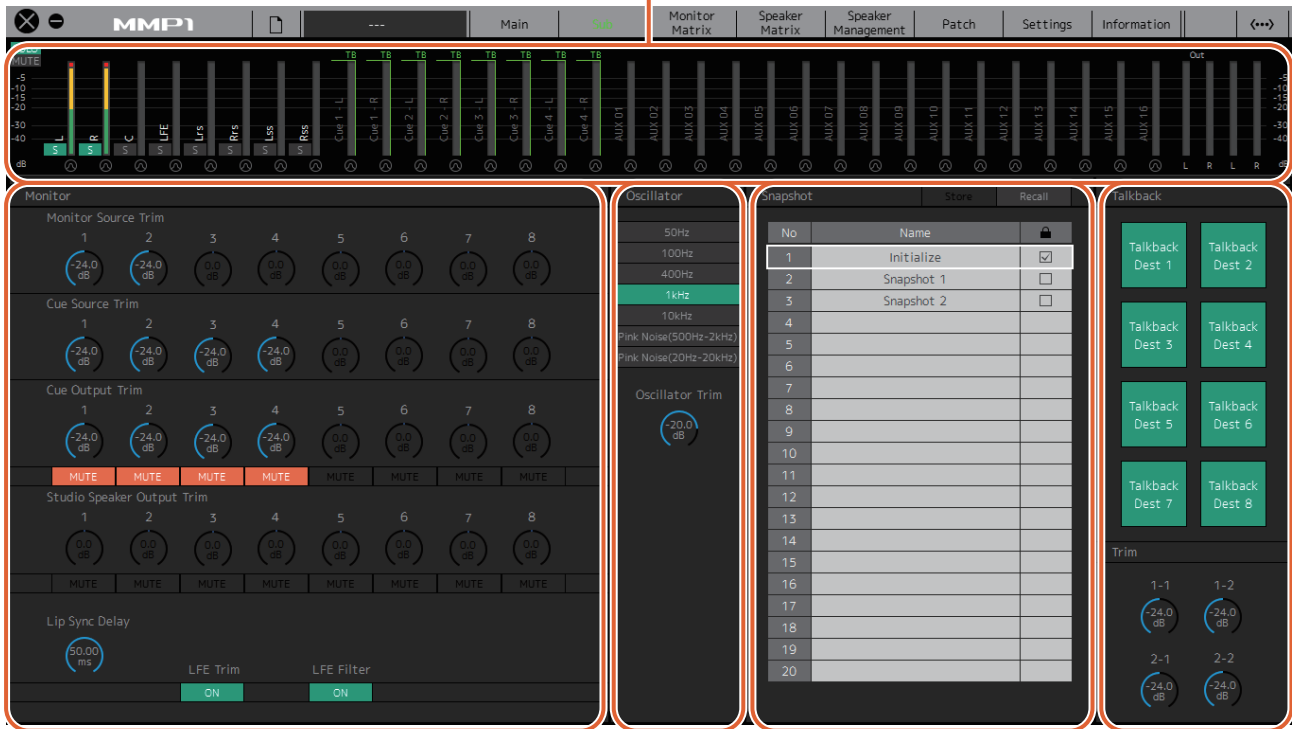 MMP1 --- Main Monitor Matrix Speaker Matrix Speaker Management Patch Settings Information
MUTE
TB TB TB TB TB TB TB TB
Out
-5 -5
-10 -10
-15 -15
-20 -20
-30 -30
-40 -40
L R C LFE Lrs Rrs Lss Rss Cue 1 - L Cue 1 - R Cue 2 - L Cue 2 - R Cue 3 - L Cue 3 - R Cue 4 - L Cue 4 - R AUX 01 AUX 02 AUX 03 AUX 04 AUX 05 AUX 06 AUX 07 AUX 08 AUX 09 AUX 10 AUX 11 AUX 12 AUX 13 AUX 14 AUX 15 AUX 16
S S S S S S S S
dB L R L R dB
Monitor
Monitor Source Trim
1 2 3 4 5 6 7 8
-24.0 dB -24.0 dB 0.0 dB 0.0 dB 0.0 dB 0.0 dB 0.0 dB 0.0 dB
Cue Source Trim
1 2 3 4 5 6 7 8
-24.0 dB -24.0 dB -24.0 dB -24.0 dB 0.0 dB 0.0 dB 0.0 dB 0.0 dB
Cue Output Trim
1 2 3 4 5 6 7 8
-24.0 dB -24.0 dB -24.0 dB -24.0 dB 0.0 dB 0.0 dB 0.0 dB 0.0 dB
MUTE MUTE MUTE MUTE MUTE MUTE MUTE MUTE
Studio Speaker Output Trim
1 2 3 4 5 6 7 8
0.0 dB 0.0 dB 0.0 dB 0.0 dB 0.0 dB 0.0 dB 0.0 dB 0.0 dB
MUTE MUTE MUTE MUTE MUTE MUTE MUTE MUTE
Lip Sync Delay
50.00 ms
LFE Trim LFE Filter
ON ON
Oscillator
50Hz
100Hz
400Hz
1kHz
10kHz
Pink Noise(500Hz-2kHz)
Pink Noise(20Hz-20kHz)
Oscillator Trim
-20.0 dB
Snapshot Store Recall
No Name
1 Initialize
2 Snapshot 1
3 Snapshot 2
4
5
6
7
8
9
10
11
12
13
14
15
16
17
18
19
20
Talkback
Talkback Dest 1 Talkback Dest 2
Talkback Dest 3 Talkback Dest 4
Talkback Dest 5 Talkback Dest 6
Talkback Dest 7 Talkback Dest 8
Trim
1-1 1-2
-24.0 dB -24.0 dB
2-1 2-2
-24.0 dB -24.0 dB